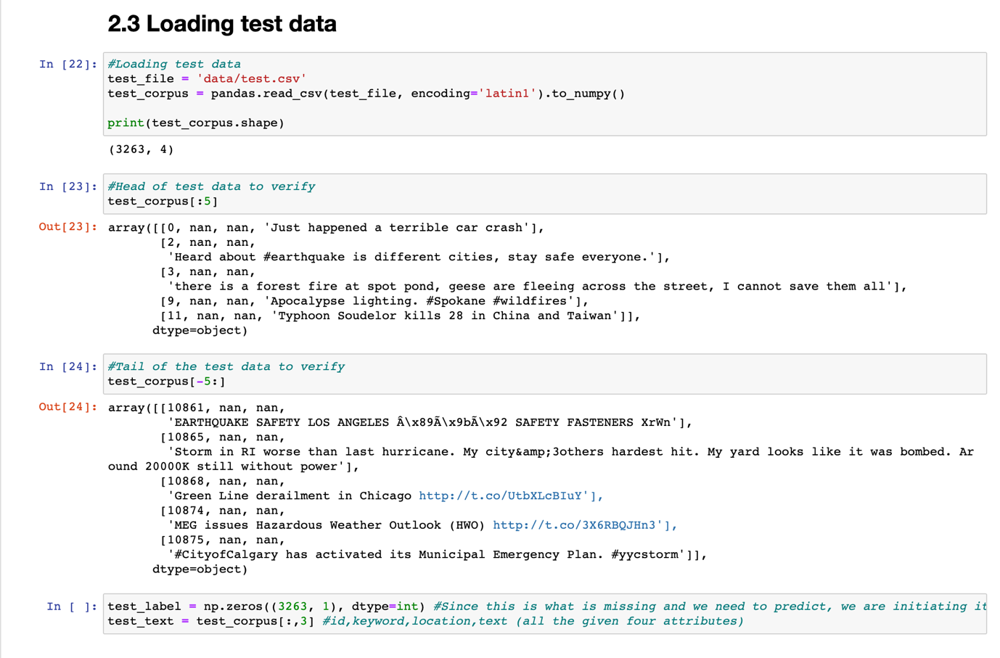 2.3 Loading test data
In [22]: #Loading test data
test_file = 'data/test.csv'
test_corpus = pandas.read_csv(test_file, encoding='latin1').to_numpy()
print(test_corpus.shape)
(3263, 4)
In [23]: #Head of test data to verify
test_corpus[:5]
Out[23]: array([[0, nan, nan, 'Just happened a terrible car crash'],
[2, nan, nan,
'Heard about #earthquake is different cities, stay safe everyone.'],
[3, nan, nan,
'there is a forest fire at spot pond, geese are fleeing across the street, I cannot save them all'],
[9, nan, nan, 'Apocalypse lighting. #Spokane #wildfires'],
[11, nan, nan, 'Typhoon Soudelor kills 28 in China and Taiwan']],
dtype=object)
In [24]: #Tail of the test data to verify
test_corpus[-5:]
Out[24]: array([[10861, nan, nan,
'EARTHQUAKE SAFETY LOS ANGELES Â\x89Ã\x9bÃ\x92 SAFETY FASTENERS XrWn'],
[10865, nan, nan,
'Storm in RI worse than last hurricane. My city&amp;3others hardest hit. My yard looks like it was bombed. Ar
ound 20000K still without power'],
[10868, nan, nan,
'Green Line derailment in Chicago http://t.co/UtbXLcBIuY'],
[10874, nan, nan,
'MEG issues Hazardous Weather Outlook (HWO) http://t.co/3X6RBQJHn3'],
[10875, nan, nan,
'#CityofCalgary has activated its Municipal Emergency Plan. #yycstorm']],
dtype=object)
In [ ]: test_label = np.zeros((3263, 1), dtype=int) #Since this is what is missing and we need to predict, we are initiating it
test_text = test_corpus[:,3] #id,keyword,location,text (all the given four attributes)